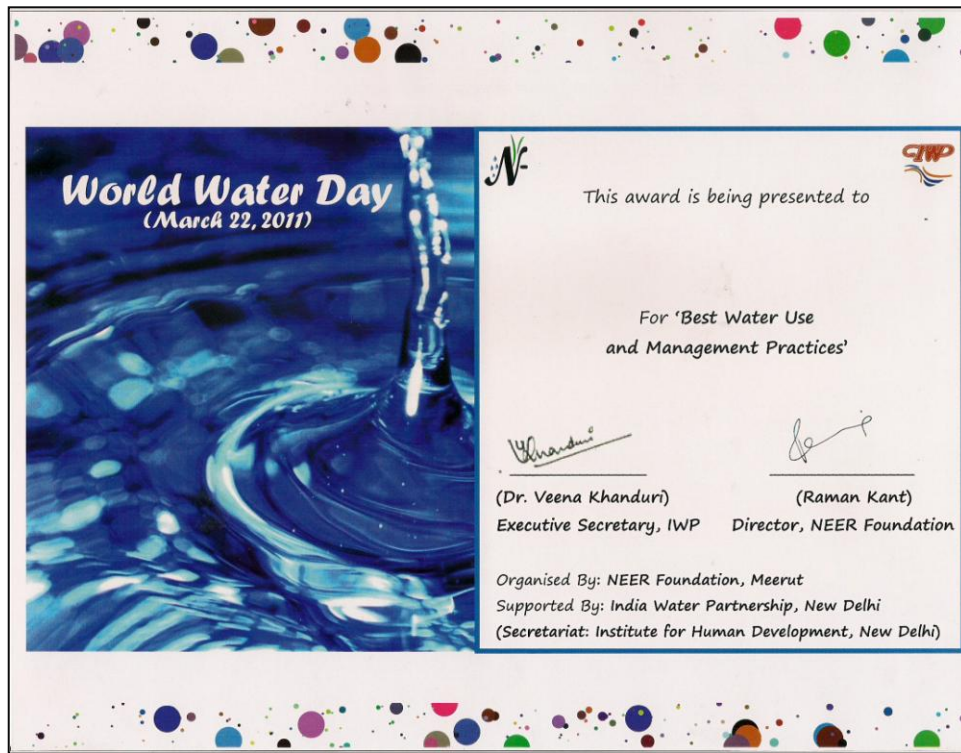 World Water Day
(March 22, 2011)
N
IWP
This award is being presented to
For ‘Best Water Use
and Management Practices’
VKhanduri
(Dr. Veena Khanduri)
Executive Secretary, IWP
(Raman Kant)
Director, NEER Foundation
Organised By: NEER Foundation, Meerut
Supported By: India Water Partnership, New Delhi
(Secretariat: Institute for Human Development, New Delhi)